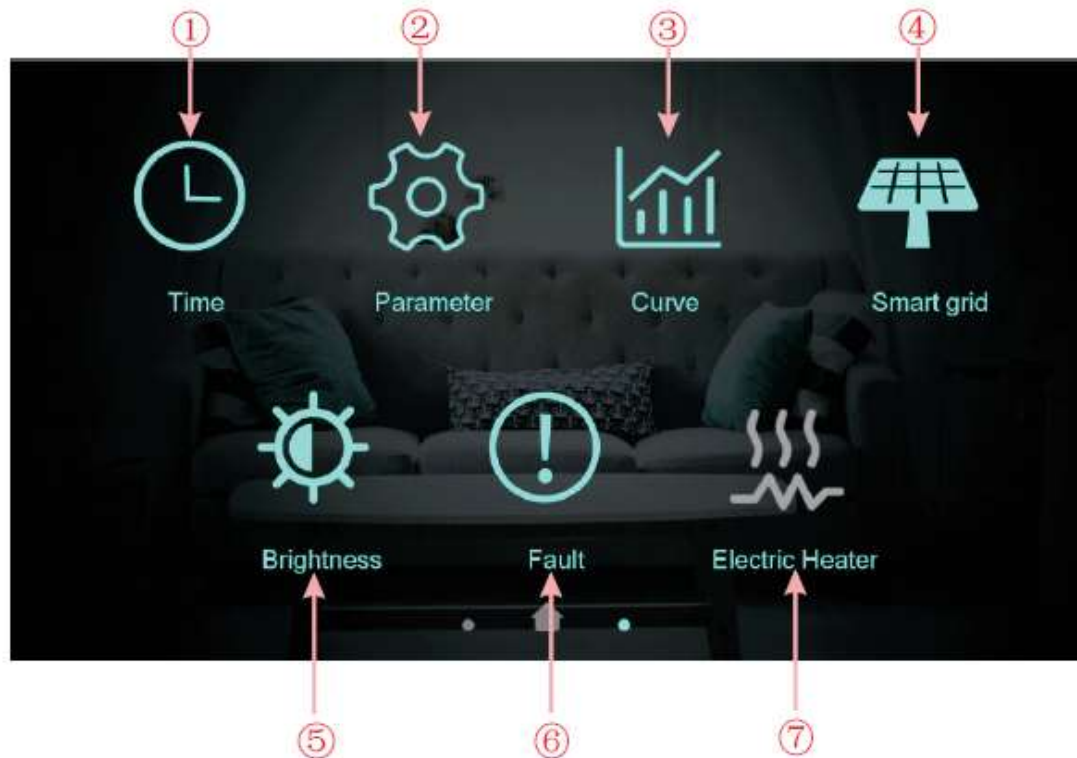 ① ② ③ ④
Time Parameter Curve Smart grid
Brightness Fault Electric Heater
⑤ ⑥ ⑦